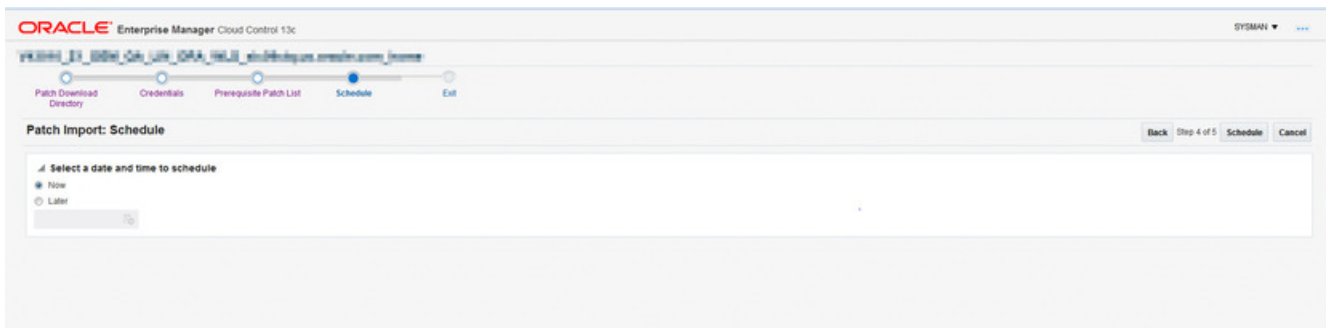 ORACLE Enterprise Manager Cloud Control 13c
SYSMAN
Patch Download Directory
Credentials
Prerequisite Patch List
Schedule
Exit
Patch Import: Schedule
Back Step 4 of 5 Schedule Cancel
Select a date and time to schedule
Now
Later